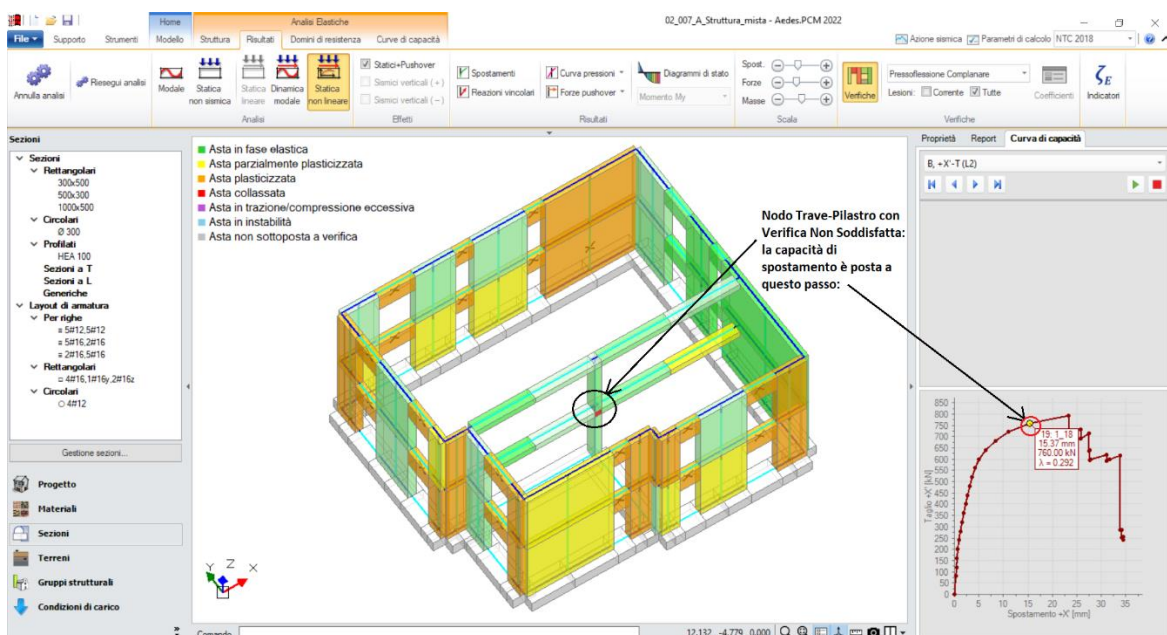 02_007_A_Struttura_mista - Aedes.PCM 2022
Home
Analisi Elastiche
File
Supporto
Strumenti
Modello
Struttura
Risultati
Domini di resistenza
Curve di capacità
Azione sismica
Parametri di calcolo
NTC 2018
Annulla analisi
Riesegui analisi
Modale
Statica non sismica
Statica lineare
Dinamica modale
Statica non lineare
Analisi
Statici+Pushover
Sismici verticali (+)
Sismici verticali (−)
Effetti
Spostamenti
Reazioni vincolari
Curva pressioni
Forze pushover
Diagrammi di stato
Momento My
Risultati
Spost.
Forze
Masse
Scala
Verifiche
Pressoflessione Complanare
Lesioni:
Corrente
Tutte
Coefficienti
Verifiche
ζE
Indicatori
Sezioni
Sezioni
Rettangolari
300x500
500x300
1000x500
Circolari
Ø 300
Profilati
HEA 100
Sezioni a T
Sezioni a L
Generiche
Layout di armatura
Per righe
5#12,5#12
5#16,2#16
2#16,5#16
Rettangolari
4#16,1#16y,2#16z
Circolari
4#12
Gestione sezioni...
Progetto
Materiali
Sezioni
Terreni
Gruppi strutturali
Condizioni di carico
Asta in fase elastica
Asta parzialmente plasticizzata
Asta plasticizzata
Asta collassata
Asta in trazione/compressione eccessiva
Asta in instabilità
Asta non sottoposta a verifica
Nodo Trave-Pilastro con
Verifica Non Soddisfatta:
la capacità di
spostamento è posta a
questo passo:
Y
Z
X
Comando
12.132 -4.779 0.000
Proprietà
Report
Curva di capacità
B, +X'-T (L2)
850
800
750
700
650
600
550
500
450
400
350
300
250
200
150
100
50
0
Taglio +X' [kN]
19: 1_18
15.37 mm
760.00 kN
λ = 0.292
0 5 10 15 20 25 30 35
Spostamento +X' [mm]